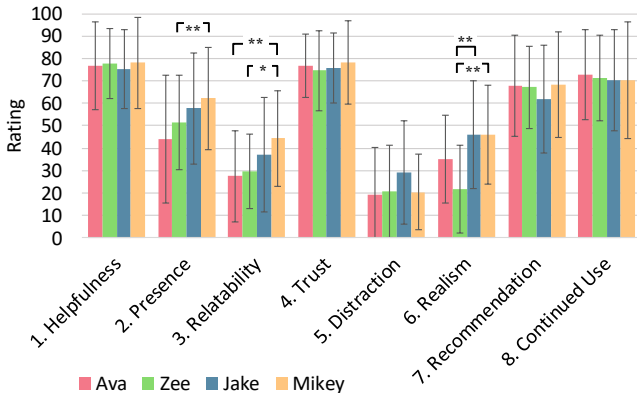 100
90
80
70
60
50
40
30
20
10
0
Rating
**
**
*
**
**
1. Helpfulness
2. Presence
3. Relatability
4. Trust
5. Distraction
6. Realism
7. Recommendation
8. Continued Use
Ava Zee Jake Mikey